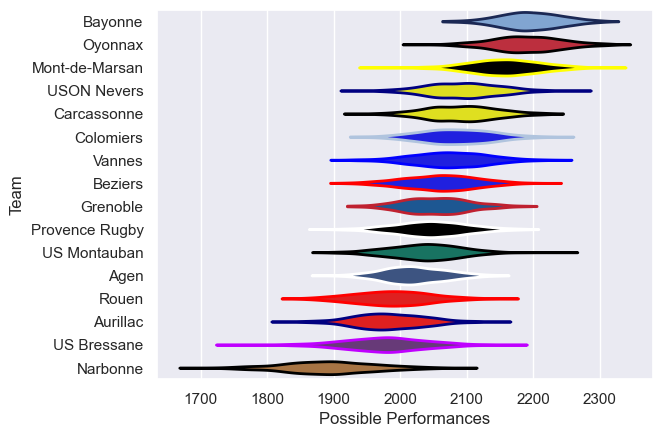 Bayonne
Oyonnax
Mont-de-Marsan
USON Nevers
Carcassonne
Colomiers
Vannes
Beziers
Grenoble
Provence Rugby
US Montauban
Agen
Rouen
Aurillac
US Bressane
Narbonne
Team
1700 1800 1900 2000 2100 2200 2300
Possible Performances